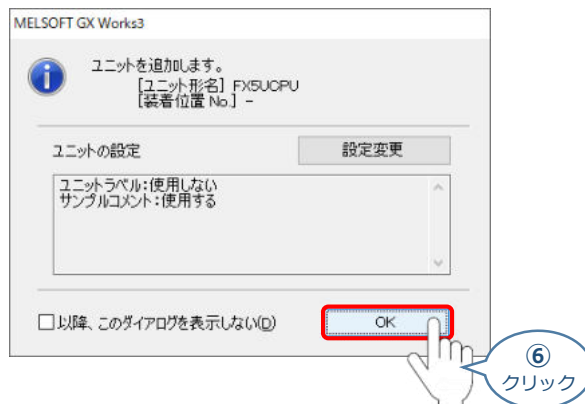 MELSOFT GX Works3
ユニットを追加します。
[ユニット形名] FX5UCPU
[装着位置 No.] -
ユニットの設定
設定変更
ユニットラベル:使用しない
サンプルコメント:使用する
□以降、このダイアログを表示しない(D)
OK
⑥
クリック